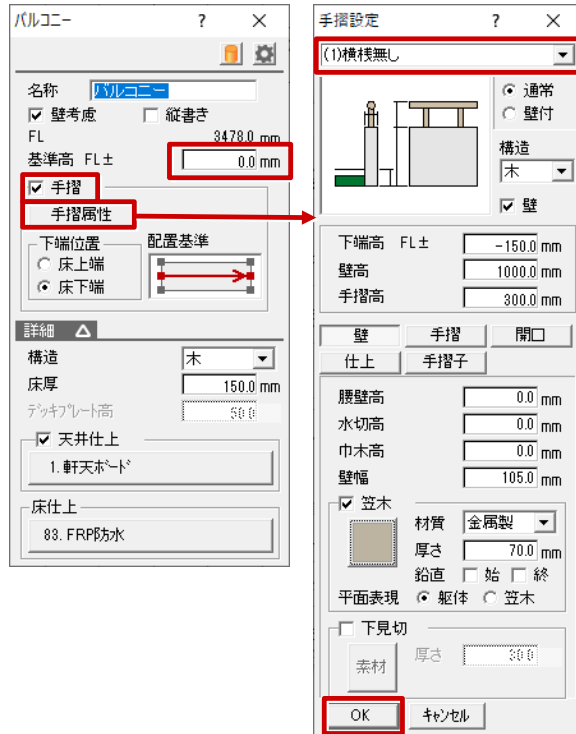 バルコニー ? ×
名称 バルコニー
壁考慮 縦書き
FL 3478.0 mm
基準高 FL± 0.0 mm
手摺
手摺属性
下端位置
床上端
床下端
配置基準
詳細 △
構造 木
床厚 150.0 mm
デッキプレート高 50.0
天井仕上
1. 軒天ボード
床仕上
83. FRP防水
手摺設定 ? ×
(1)横桟無し
通常
壁付
構造
木
壁
下端高 FL± -150.0 mm
壁高 1000.0 mm
手摺高 300.0 mm
壁 手摺 開口
仕上 手摺子
腰壁高 0.0 mm
水切高 0.0 mm
巾木高 0.0 mm
壁幅 105.0 mm
笠木
材質 金属製
厚さ 70.0 mm
鉛直 始 終
平面表現 躯体 笠木
下見切
素材 厚さ 30.0
OK キャンセル